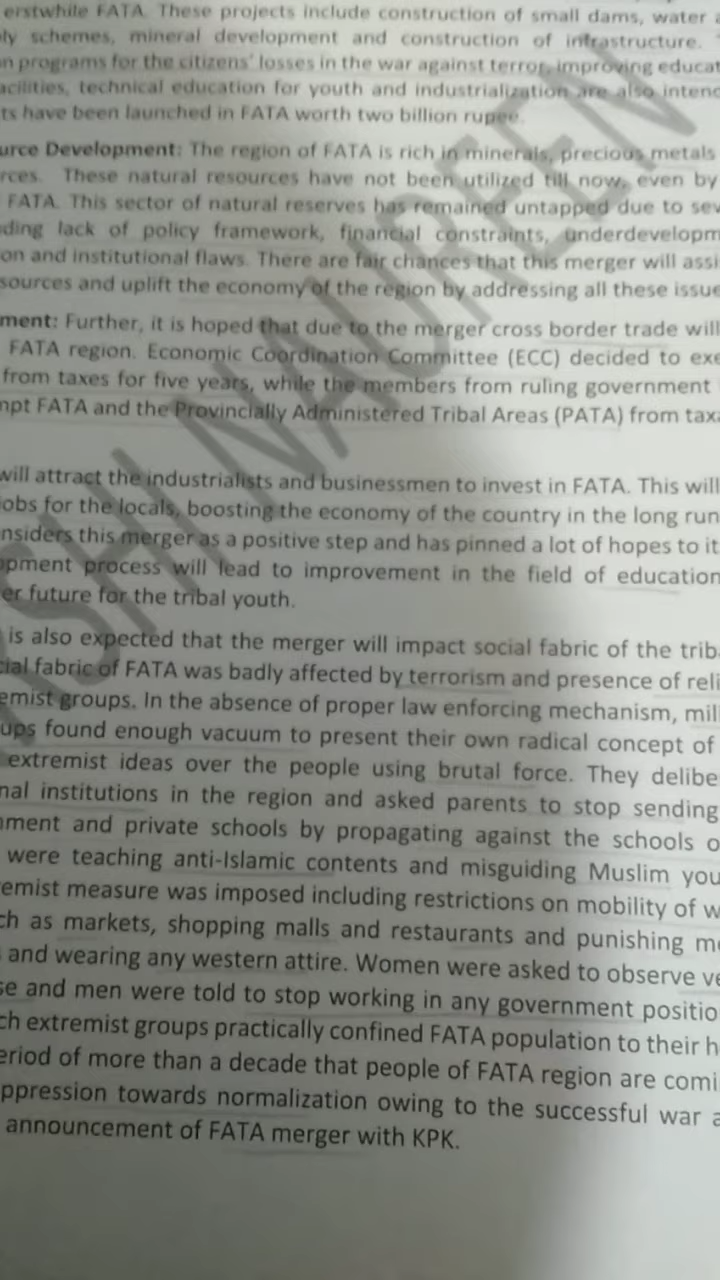 erstwhile FATA. These projects include construction of small dams, water
ly schemes, mineral development and construction of infrastructure.
n programs for the citizens' losses in the war against terror, improving educat
acilities, technical education for youth and industrialization are also intend
ts have been launched in FATA worth two billion rupee.
urce Development: The region of FATA is rich in minerals, precious metals
rces. These natural resources have not been utilized till now, even by
FATA. This sector of natural reserves has remained untapped due to sev
ding lack of policy framework, financial constraints, underdevelopm
on and institutional flaws. There are fair chances that this merger will assi
sources and uplift the economy of the region by addressing all these issue
ment: Further, it is hoped that due to the merger cross border trade will
FATA region. Economic Coordination Committee (ECC) decided to exe
from taxes for five years, while the members from ruling government
mpt FATA and the Provincially Administered Tribal Areas (PATA) from taxa
will attract the industrialists and businessmen to invest in FATA. This will
jobs for the locals, boosting the economy of the country in the long run
nsiders this merger as a positive step and has pinned a lot of hopes to it
opment process will lead to improvement in the field of education
er future for the tribal youth.
is also expected that the merger will impact social fabric of the trib
cial fabric of FATA was badly affected by terrorism and presence of reli
emist groups. In the absence of proper law enforcing mechanism, mil
ups found enough vacuum to present their own radical concept of
extremist ideas over the people using brutal force. They delibe
nal institutions in the region and asked parents to stop sending
nment and private schools by propagating against the schools o
were teaching anti-Islamic contents and misguiding Muslim you
emist measure was imposed including restrictions on mobility of w
ch as markets, shopping malls and restaurants and punishing me
and wearing any western attire. Women were asked to observe ve
se and men were told to stop working in any government positio
ch extremist groups practically confined FATA population to their h
eriod of more than a decade that people of FATA region are comi
ppression towards normalization owing to the successful war a
announcement of FATA merger with KPK.
RSHI NAUREEN